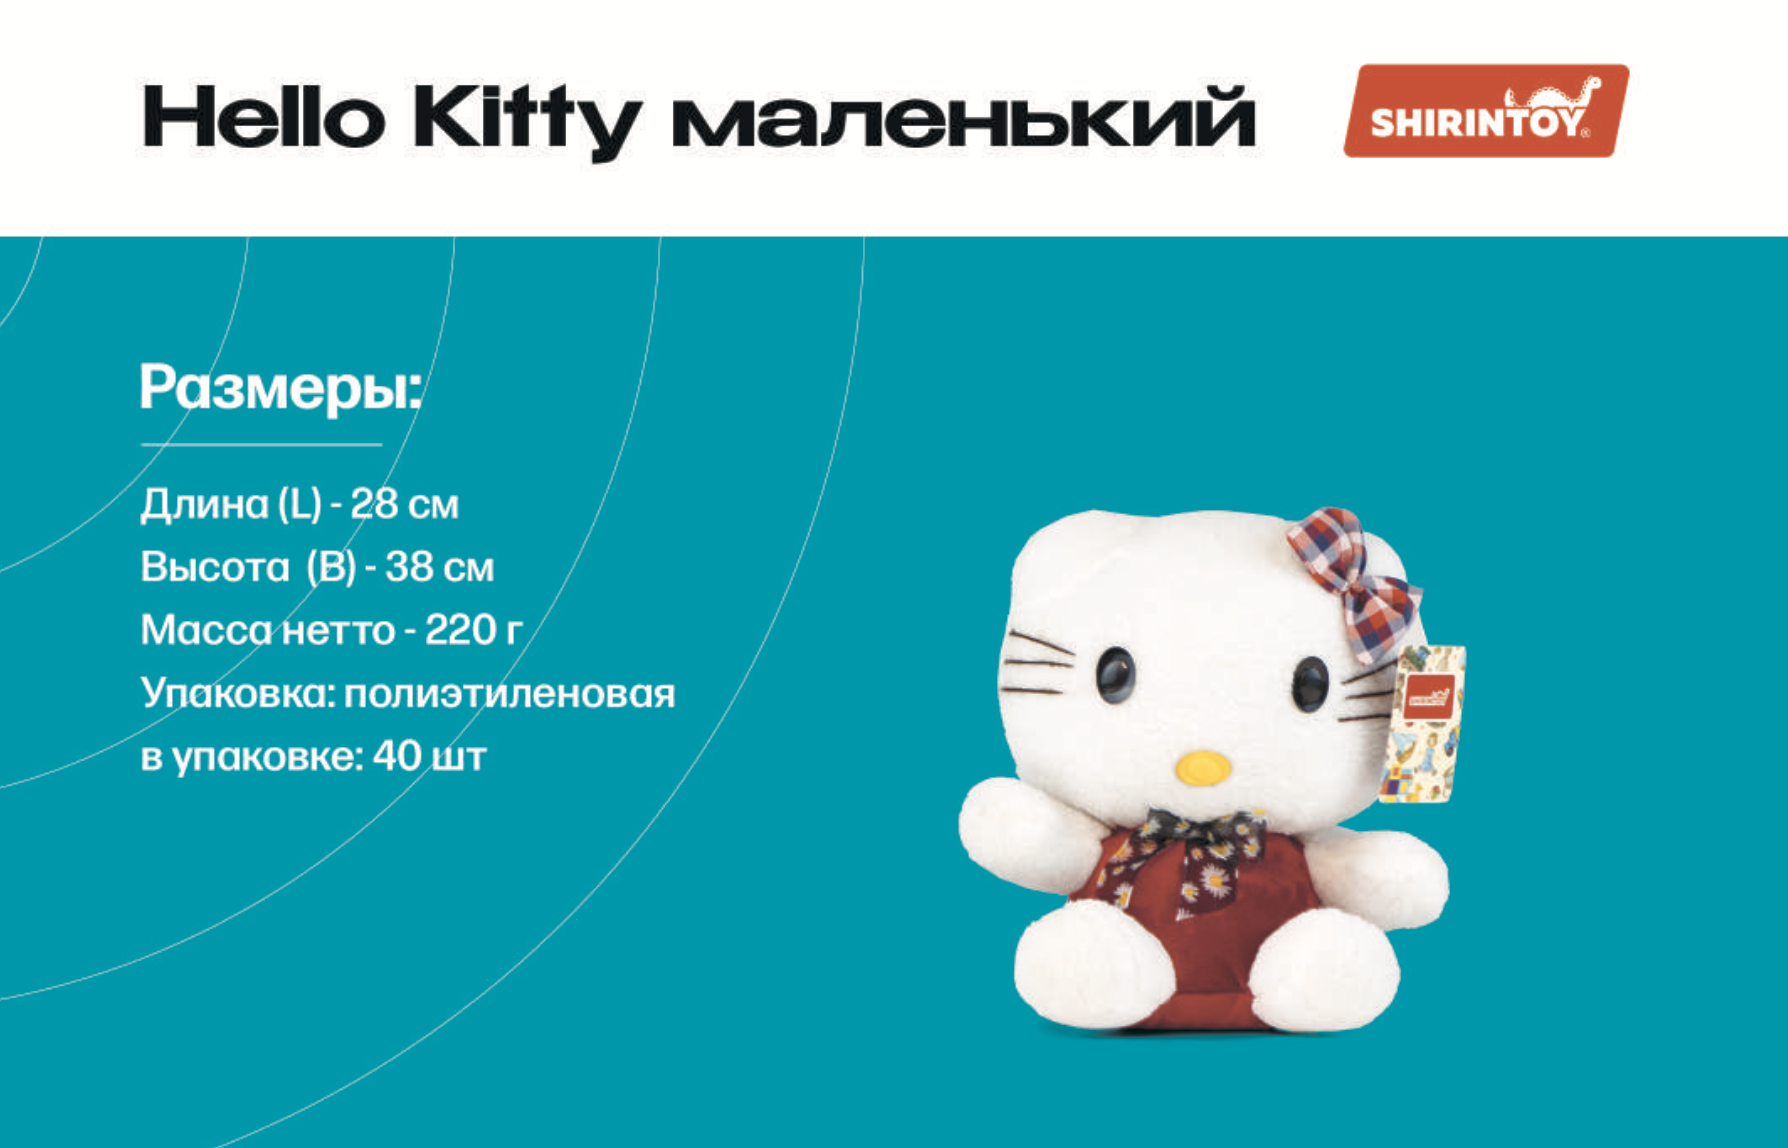 Hello Kitty маленький
SHIRINTOY®
Размеры:
Длина (L) - 28 см
Высота (B) - 38 см
Масса нетто - 220 г
Упаковка: полиэтиленовая
в упаковке: 40 шт